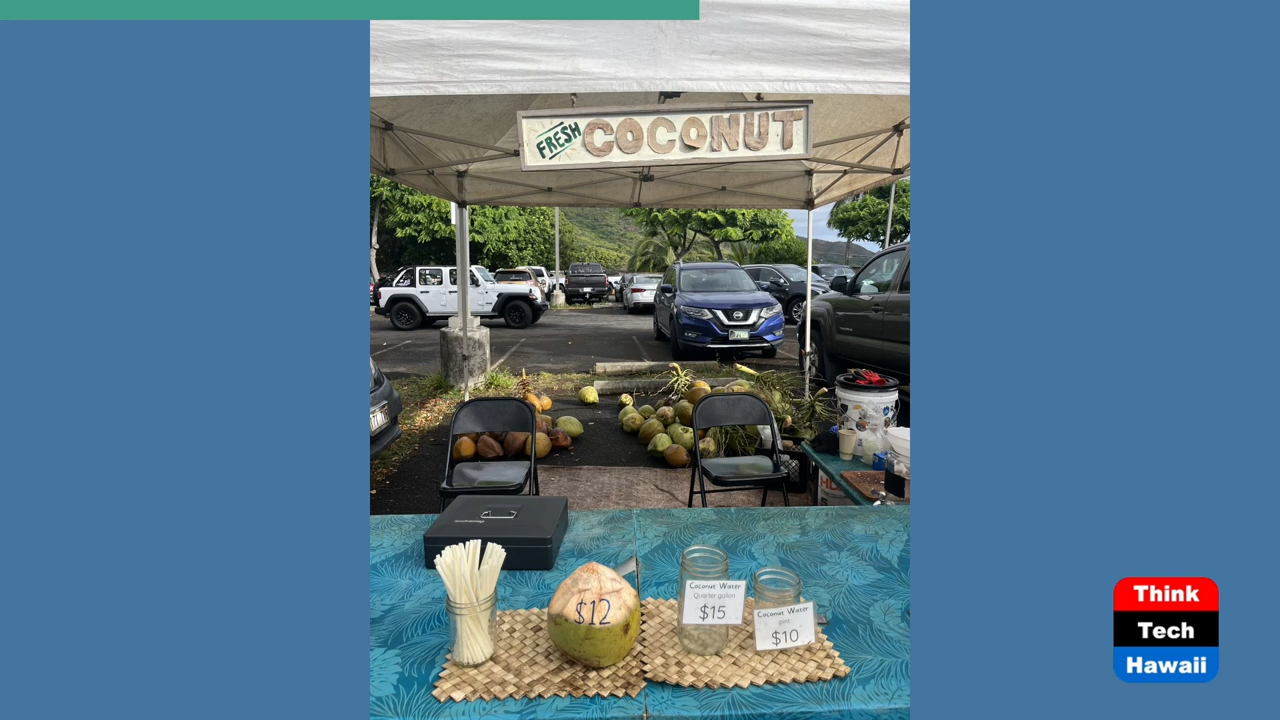 FRESH COCONUT
$12
Coconut Water
Quarter gallon
$15
Coconut Water
pint
$10
Think
Tech
Hawaii